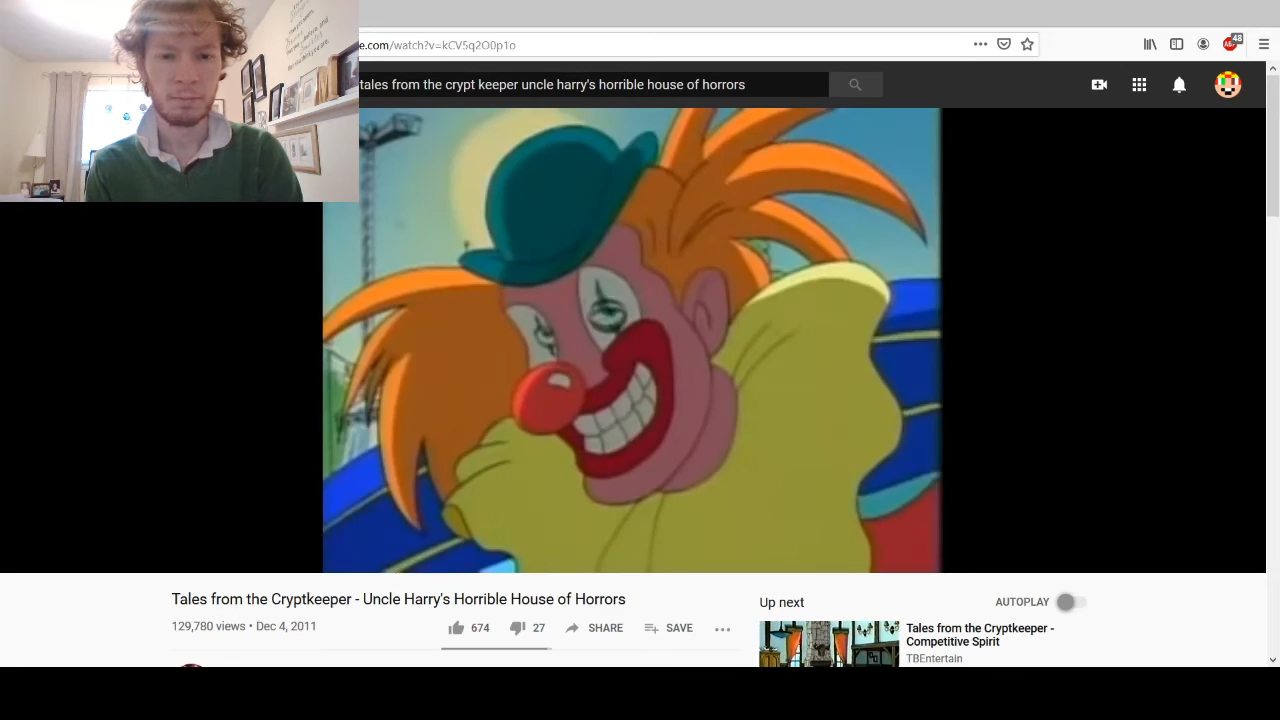 e.com/watch?v=kCV5q2O0p1o
48
tales from the crypt keeper uncle harry's horrible house of horrors
Tales from the Cryptkeeper - Uncle Harry's Horrible House of Horrors
129,780 views • Dec 4, 2011
674
27
SHARE
SAVE
Up next
AUTOPLAY
Tales from the Cryptkeeper -
Competitive Spirit
TBEntertain